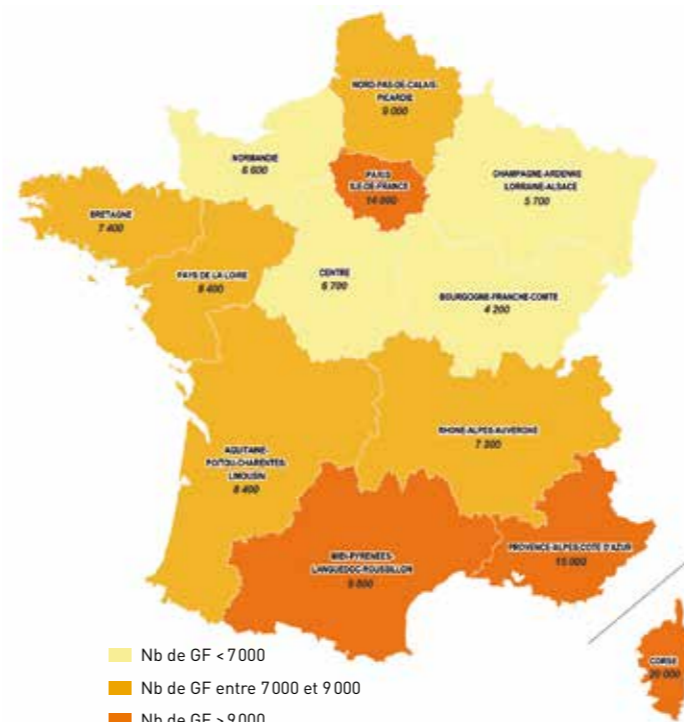 NORD-PAS-DE-CALAIS-
PICARDIE
9 000
NORMANDIE
6 600
PARIS
ILE-DE-FRANCE
CHAMPAGNE-ARDENNE
LORRAINE-ALSACE
5 700
BRETAGNE
7 400
PAYS DE LA LOIRE
8 400
CENTRE
6 700
BOURGOGNE-FRANCHE-COMTE
4 200
RHONE-ALPES-AUVERGNE
7 300
AQUITAINE-
POITOU-CHARENTES-
LIMOUSIN
8 400
MIDI-PYRENEES-
LANGUEDOC-ROUSSILLON
PROVENCE-ALPES-COTE D'AZUR
15 000
CORSE
20 000
Nb de GF < 7 000
Nb de GF entre 7 000 et 9 000
Nb de GF > 9 000